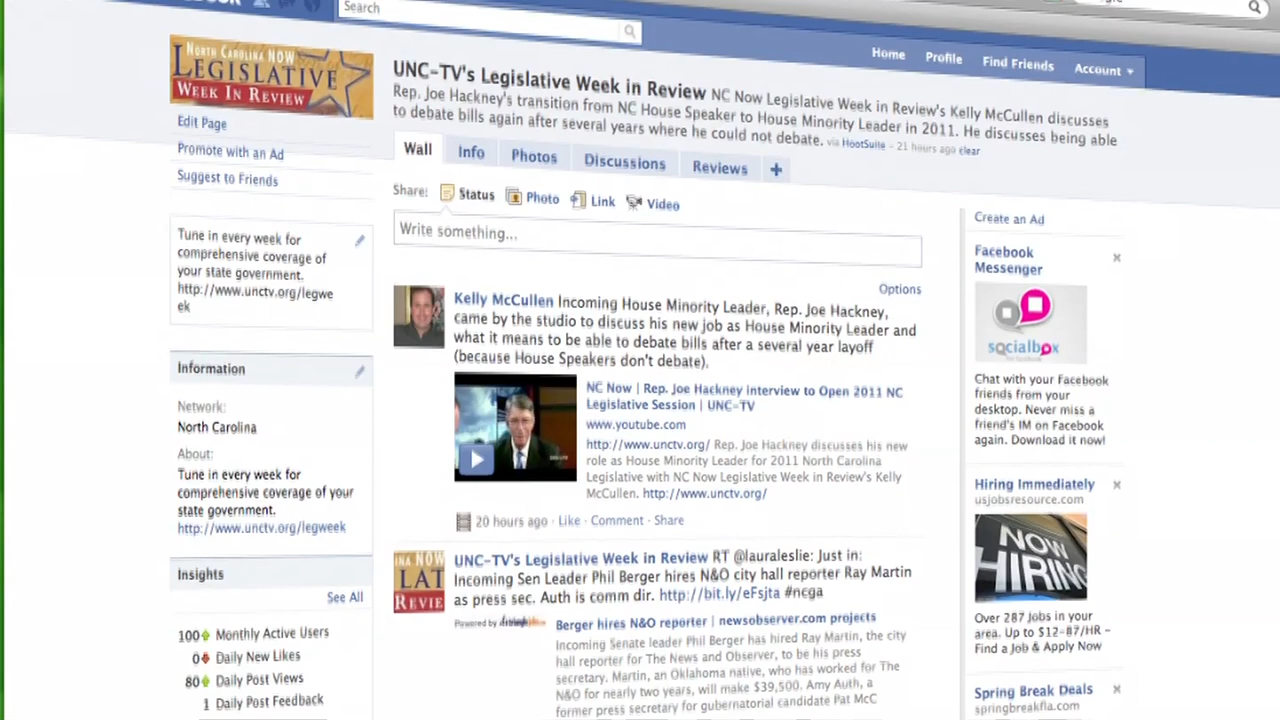 Search
Home
Profile
Find Friends
Account
NORTH CAROLINA NOW
LEGISLATIVE
WEEK IN REVIEW
Edit Page
Promote with an Ad
Suggest to Friends
UNC-TV's Legislative Week in Review NC Now Legislative Week in Review's Kelly McCullen discusses
Rep. Joe Hackney's transition from NC House Speaker to House Minority Leader in 2011. He discusses being able
to debate bills again after several years where he could not debate. via HootSuite - 21 hours ago clear
Wall
Info
Photos
Discussions
Reviews
+
Share:
Status
Photo
Link
Video
Write something...
Tune in every week for
comprehensive coverage of
your state government.
http://www.unctv.org/legwe
ek
Information
Network:
North Carolina
About:
Tune in every week for
comprehensive coverage of your
state government.
http://www.unctv.org/legweek
Insights
See All
100 Monthly Active Users
0 Daily New Likes
80 Daily Post Views
1 Daily Post Feedback
Options
Kelly McCullen Incoming House Minority Leader, Rep. Joe Hackney,
came by the studio to discuss his new job as House Minority Leader and
what it means to be able to debate bills after a several year layoff
(because House Speakers don't debate).
NC Now | Rep. Joe Hackney interview to Open 2011 NC
Legislative Session | UNC-TV
www.youtube.com
http://www.unctv.org/ Rep. Joe Hackney discusses his new
role as House Minority Leader for 2011 North Carolina
Legislative with NC Now Legislative Week in Review's Kelly
McCullen. http://www.unctv.org/
20 hours ago · Like · Comment · Share
INA NOW
LAT
REVIE
UNC-TV's Legislative Week in Review RT @lauraleslie: Just in:
Incoming Sen Leader Phil Berger hires N&O city hall reporter Ray Martin
as press sec. Auth is comm dir. http://bit.ly/eFsjta #ncga
Powered by
Berger hires N&O reporter | newsobserver.com projects
Incoming Senate leader Phil Berger has hired Ray Martin, the city
hall reporter for The News and Observer, to be his press
secretary. Martin, an Oklahoma native, who has worked for The
N&O for nearly two years, will make $39,500. Amy Auth, a
former press secretary for gubernatorial candidate Pat McC
Create an Ad
Facebook
Messenger
socialbox
Chat with your Facebook
friends from your
desktop. Never miss a
friend's IM on Facebook
again. Download it now!
Hiring Immediately
usjobsresource.com
NOW
HIRING
Over 287 Jobs in your
area. Up to $12-87/HR -
Find a Job & Apply Now
Spring Break Deals
springbreakfla.com